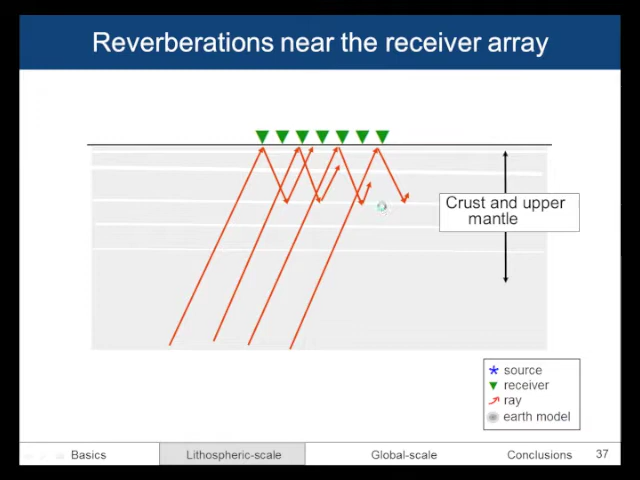 Reverberations near the receiver array
Crust and upper
mantle
source
receiver
ray
earth model
Basics
Lithospheric-scale
Global-scale
Conclusions
37